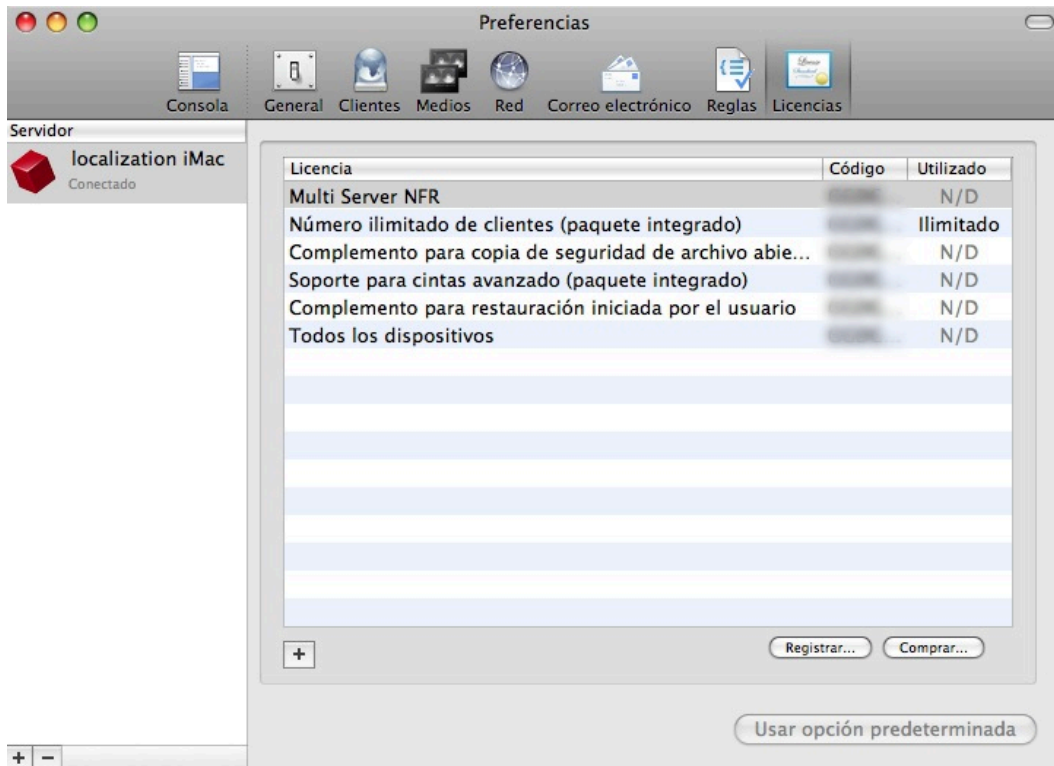 Preferencias
Consola General Clientes Medios Red Correo electrónico Reglas Licencias
Servidor
localization iMac
Conectado
Licencia Código Utilizado
Multi Server NFR N/D
Número ilimitado de clientes (paquete integrado) Ilimitado
Complemento para copia de seguridad de archivo abie... N/D
Soporte para cintas avanzado (paquete integrado) N/D
Complemento para restauración iniciada por el usuario N/D
Todos los dispositivos N/D
+ Registrar... Comprar...
Usar opción predeterminada
+ −